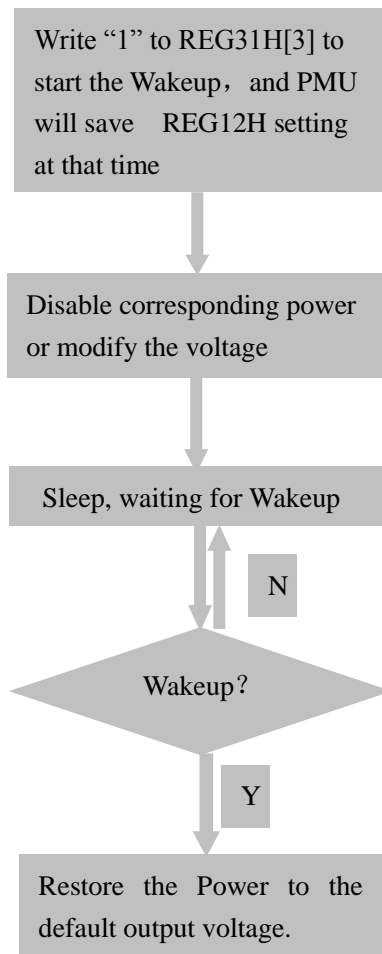 Write “1” to REG31H[3] to
start the Wakeup，and PMU
will save REG12H setting
at that time
Disable corresponding power
or modify the voltage
Sleep, waiting for Wakeup
N
Wakeup？
Y
Restore the Power to the
default output voltage.